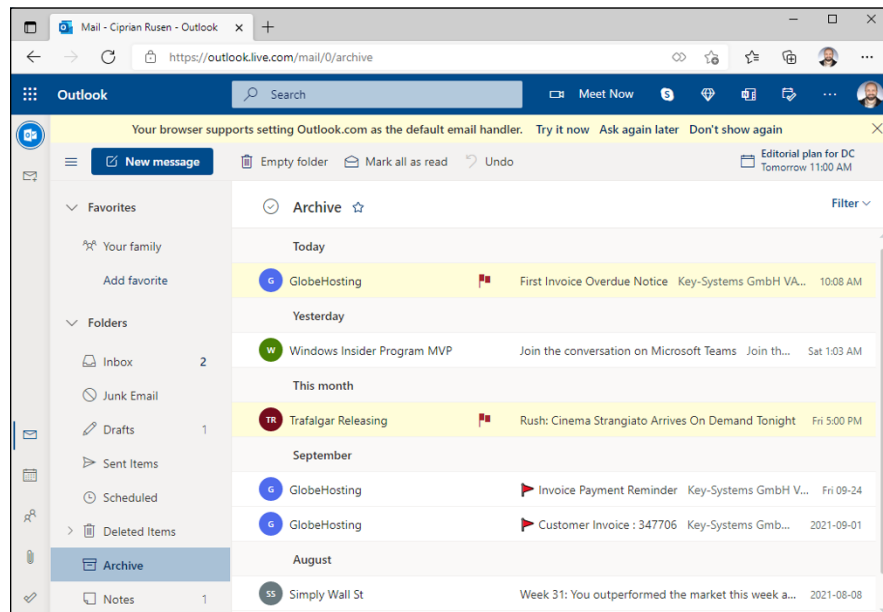 Mail - Ciprian Rusen - Outlook
https://outlook.live.com/mail/0/archive
Outlook
Search
Meet Now
Your browser supports setting Outlook.com as the default email handler. Try it now Ask again later Don't show again
New message
Empty folder
Mark all as read
Undo
Editorial plan for DC
Tomorrow 11:00 AM
Favorites
Your family
Add favorite
Folders
Inbox 2
Junk Email
Drafts 1
Sent Items
Scheduled
Deleted Items
Archive
Notes 1
Archive
Filter
Today
G GlobeHosting First Invoice Overdue Notice Key-Systems GmbH VA... 10:08 AM
Yesterday
W Windows Insider Program MVP Join the conversation on Microsoft Teams Join th... Sat 1:03 AM
This month
TR Trafalgar Releasing Rush: Cinema Strangiato Arrives On Demand Tonight Fri 5:00 PM
September
G GlobeHosting Invoice Payment Reminder Key-Systems GmbH V... Fri 09-24
G GlobeHosting Customer Invoice : 347706 Key-Systems Gmb... 2021-09-01
August
SS Simply Wall St Week 31: You outperformed the market this week a... 2021-08-08